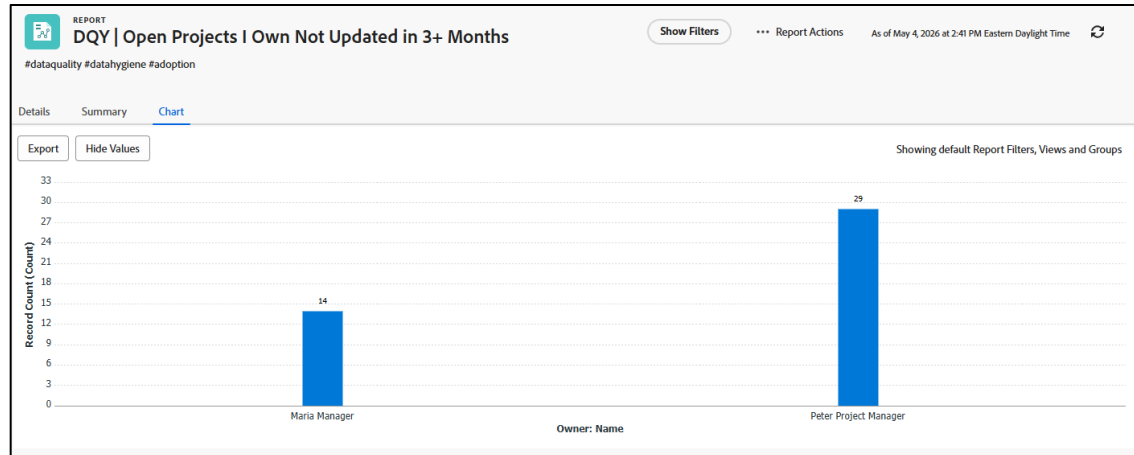 REPORT
DQY | Open Projects I Own Not Updated in 3+ Months
Show Filters
••• Report Actions
As of May 4, 2026 at 2:41 PM Eastern Daylight Time
#dataquality #datahygiene #adoption
Details Summary Chart
Export Hide Values
Showing default Report Filters, Views and Groups
Record Count (Count)
33
30
27
24
21
18
15
12
9
6
3
0
14
29
Maria Manager
Peter Project Manager
Owner: Name